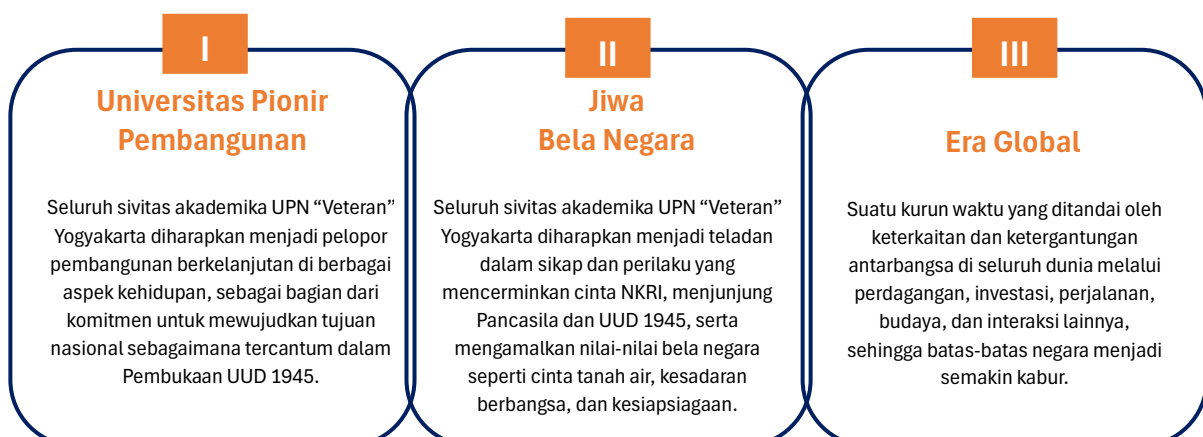 I
Universitas Pionir
Pembangunan
Seluruh sivitas akademika UPN “Veteran”
Yogyakarta diharapkan menjadi pelopor
pembangunan berkelanjutan di berbagai
aspek kehidupan, sebagai bagian dari
komitmen untuk mewujudkan tujuan
nasional sebagaimana tercantum dalam
Pembukaan UUD 1945.
II
Jiwa
Bela Negara
Seluruh sivitas akademika UPN “Veteran”
Yogyakarta diharapkan menjadi teladan
dalam sikap dan perilaku yang
mencerminkan cinta NKRI, menjunjung
Pancasila dan UUD 1945, serta
mengamalkan nilai-nilai bela negara
seperti cinta tanah air, kesadaran
berbangsa, dan kesiapsiagaan.
III
Era Global
Suatu kurun waktu yang ditandai oleh
keterkaitan dan ketergantungan
antarbangsa di seluruh dunia melalui
perdagangan, investasi, perjalanan,
budaya, dan interaksi lainnya,
sehingga batas-batas negara menjadi
semakin kabur.